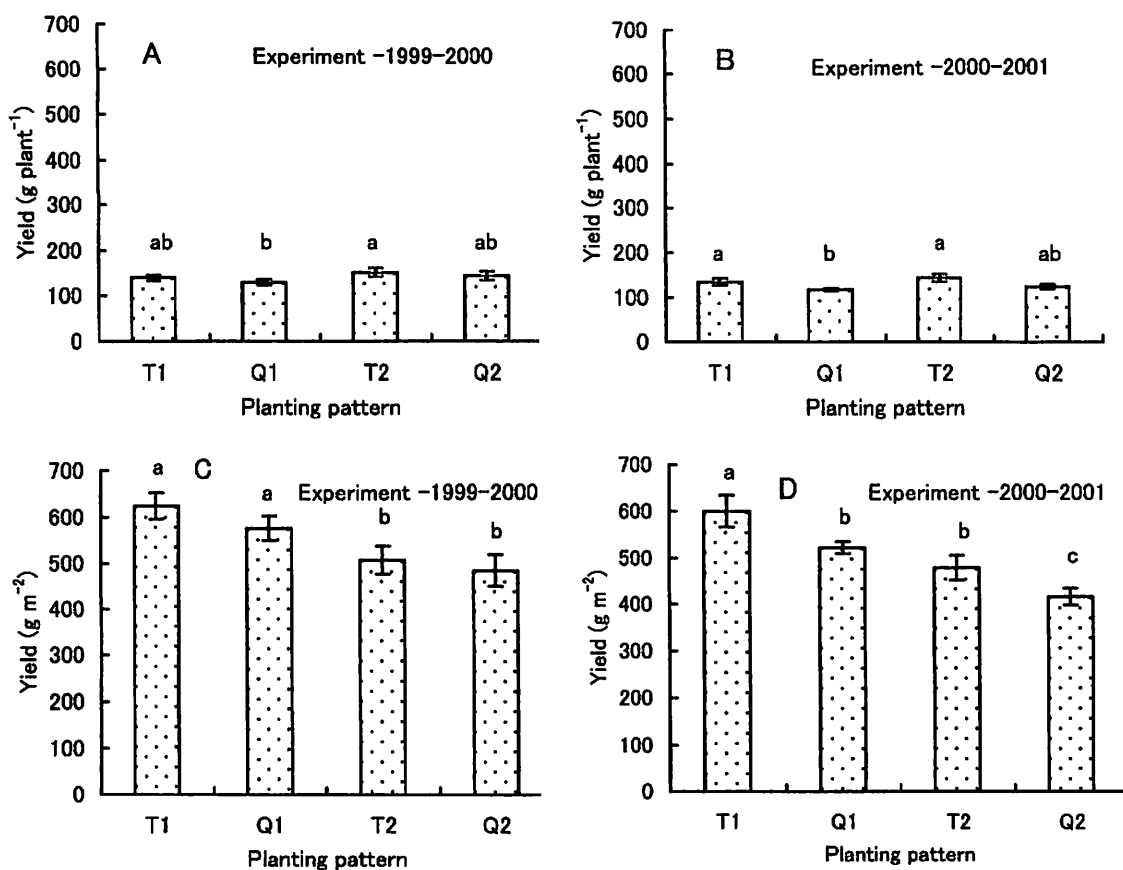 A
Experiment -1999-2000
Yield (g plant⁻¹)
700
600
500
400
300
200
100
0
ab
b
a
ab
T1 Q1 T2 Q2
Planting pattern
B
Experiment -2000-2001
Yield (g plant⁻¹)
700
600
500
400
300
200
100
0
a
b
a
ab
T1 Q1 T2 Q2
Planting pattern
C
Experiment -1999-2000
Yield (g m⁻²)
700
600
500
400
300
200
100
0
a
a
b
b
T1 Q1 T2 Q2
Planting pattern
D
Experiment -2000-2001
Yield (g m⁻²)
700
600
500
400
300
200
100
0
a
b
b
c
T1 Q1 T2 Q2
Planting pattern